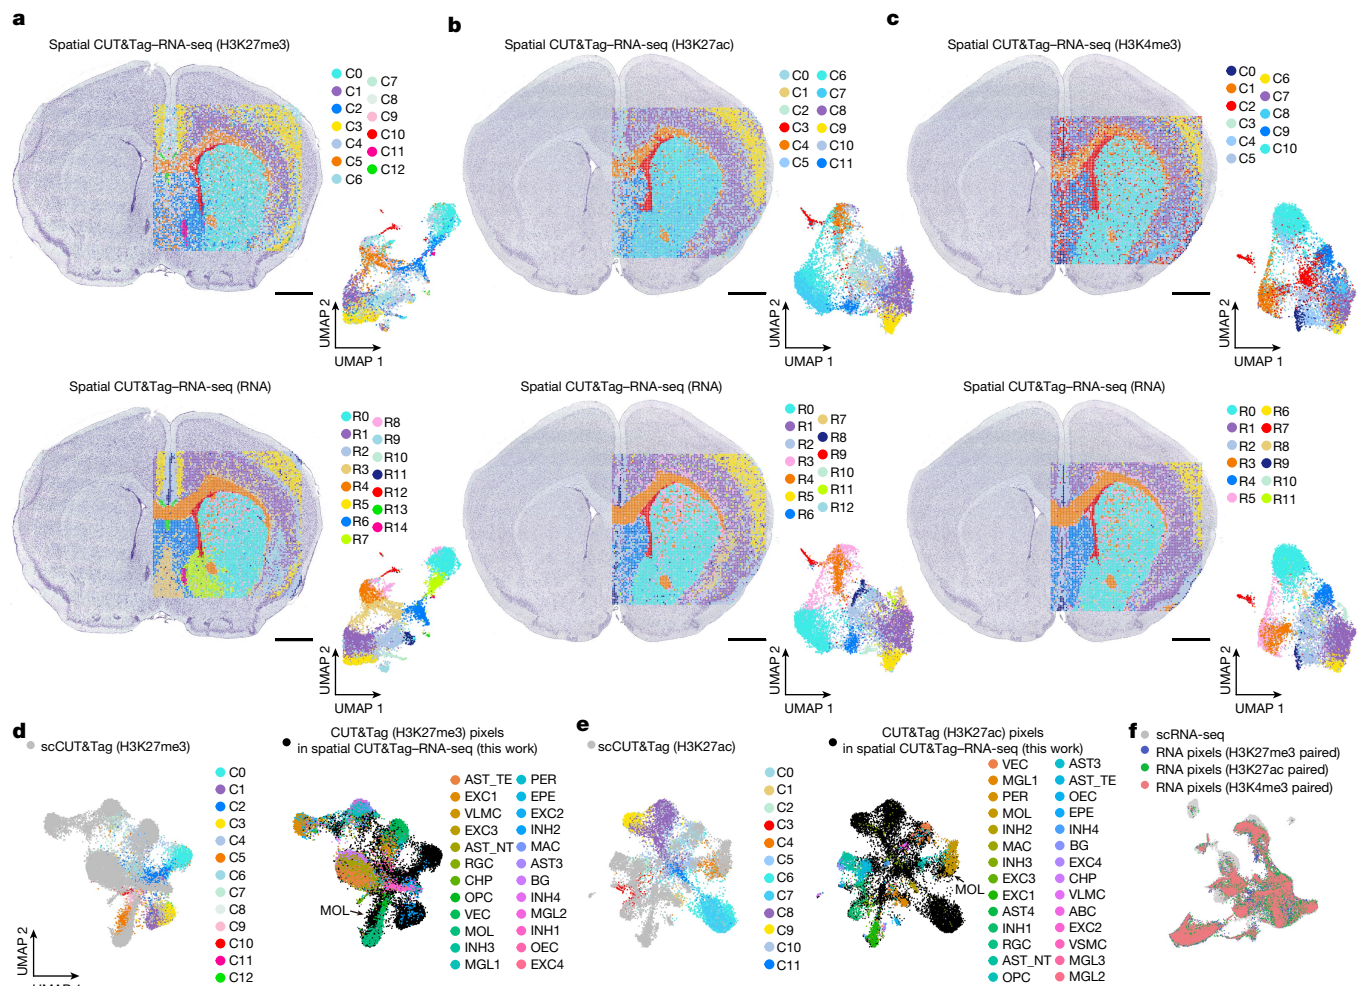 a
Spatial CUT&Tag–RNA-seq (H3K27me3)
C0
C1
C2
C3
C4
C5
C6
C7
C8
C9
C10
C11
C12
UMAP 2
UMAP 1
Spatial CUT&Tag–RNA-seq (RNA)
R0
R1
R2
R3
R4
R5
R6
R7
R8
R9
R10
R11
R12
R13
R14
UMAP 2
UMAP 1
b
Spatial CUT&Tag–RNA-seq (H3K27ac)
C0
C1
C2
C3
C4
C5
C6
C7
C8
C9
C10
C11
UMAP 2
UMAP 1
Spatial CUT&Tag–RNA-seq (RNA)
R0
R1
R2
R3
R4
R5
R6
R7
R8
R9
R10
R11
R12
UMAP 2
UMAP 1
c
Spatial CUT&Tag–RNA-seq (H3K4me3)
C0
C1
C2
C3
C4
C5
C6
C7
C8
C9
C10
UMAP 2
UMAP 1
Spatial CUT&Tag–RNA-seq (RNA)
R0
R1
R2
R3
R4
R5
R6
R7
R8
R9
R10
R11
UMAP 2
UMAP 1
d
scCUT&Tag (H3K27me3)
C0
C1
C2
C3
C4
C5
C6
C7
C8
C9
C10
C11
C12
UMAP 2
UMAP 1
CUT&Tag (H3K27ac) pixels
in spatial CUT&Tag–RNA-seq (this work)
MOL
AST_TE
EXC1
VLMC
EXC3
AST_NT
RGC
CHP
OPC
VEC
MOL
INH3
MGL1
PER
EPE
EXC2
INH2
MAC
AST3
BG
INH4
MGL2
INH1
OEC
EXC4
e
scCUT&Tag (H3K27ac)
C0
C1
C2
C3
C4
C5
C6
C7
C8
C9
C10
C11
CUT&Tag (H3K27ac) pixels
in spatial CUT&Tag–RNA-seq (this work)
MOL
VEC
MGL1
PER
MOL
INH2
MAC
INH3
EXC3
EXC1
AST4
INH1
RGC
AST_NT
OPC
AST3
AST_TE
OEC
EPE
INH4
BG
EXC4
CHP
VLMC
ABC
EXC2
VSMC
MGL3
MGL2
f
scRNA-seq
RNA pixels (H3K27me3 paired)
RNA pixels (H3K27ac paired)
RNA pixels (H3K4me3 paired)